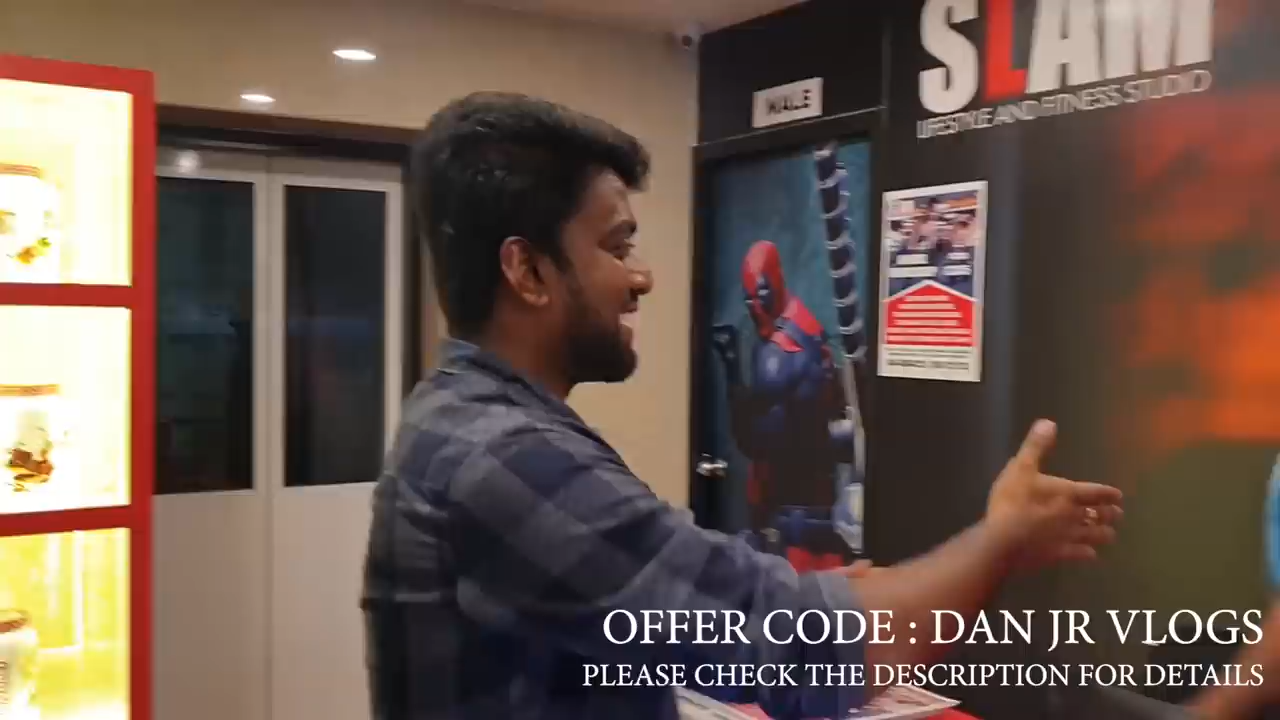 SLAM
LIFESTYLE AND FITNESS STUDIO
MALE
OFFER CODE : DAN JR VLOGS
PLEASE CHECK THE DESCRIPTION FOR DETAILS